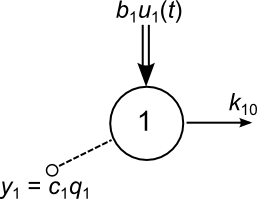 b₁u₁(t)
1
k₁₀
y₁ = c₁q₁